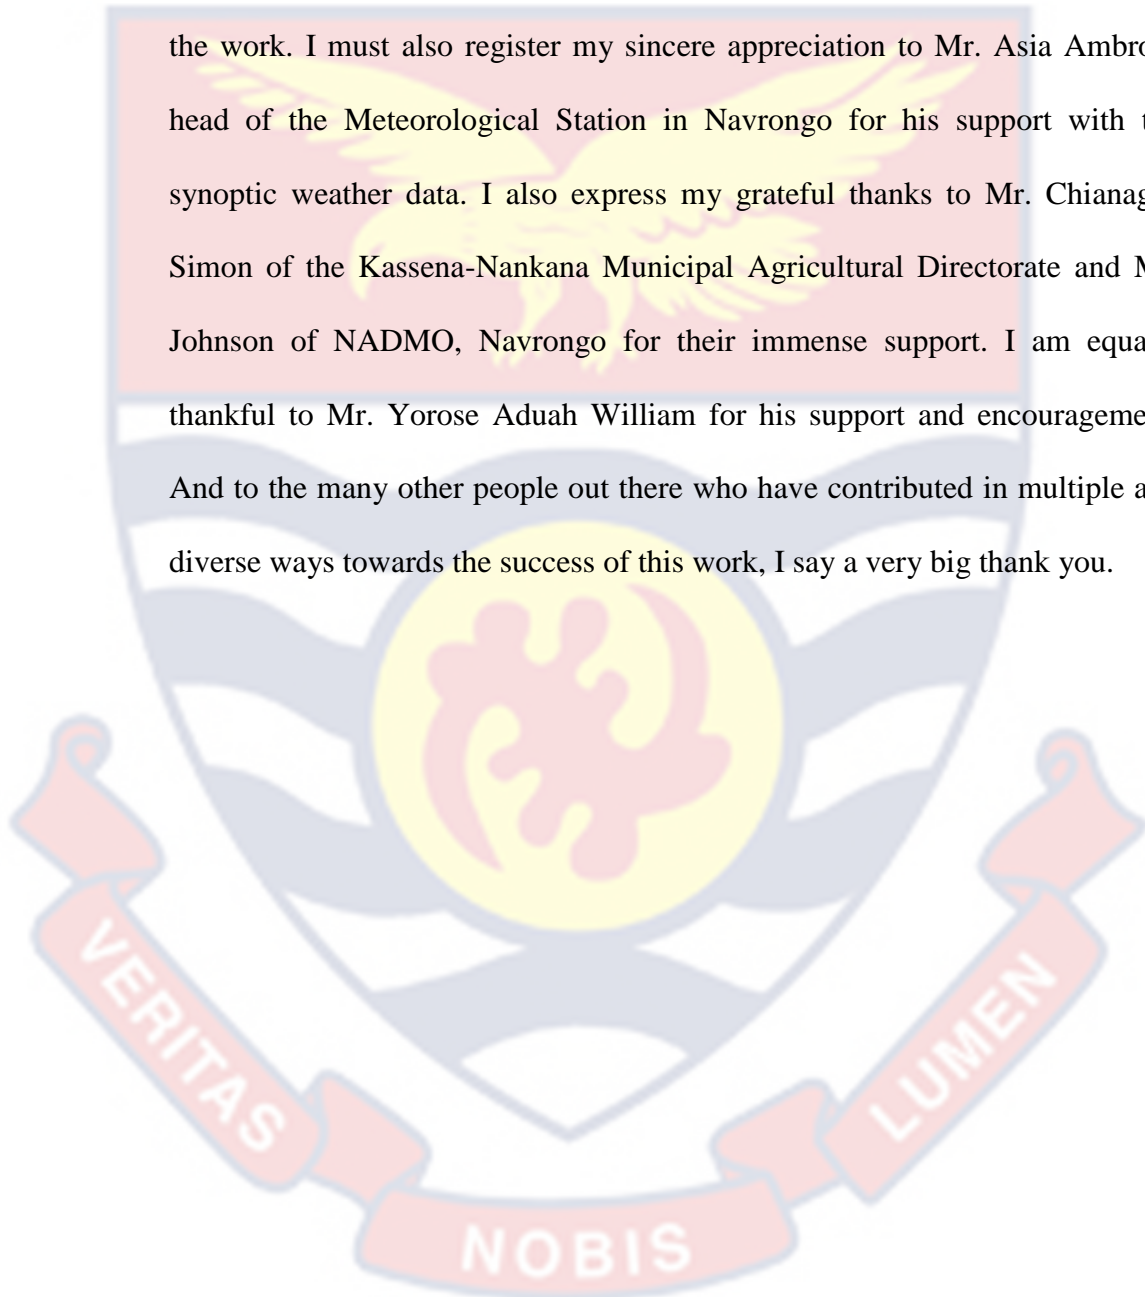 the work. I must also register my sincere appreciation to Mr. Asia Ambro
head of the Meteorological Station in Navrongo for his support with t
synoptic weather data. I also express my grateful thanks to Mr. Chianag
Simon of the Kassena-Nankana Municipal Agricultural Directorate and M
Johnson of NADMO, Navrongo for their immense support. I am equa
thankful to Mr. Yorose Aduah William for his support and encourageme
And to the many other people out there who have contributed in multiple a
diverse ways towards the success of this work, I say a very big thank you.
VERITAS
NOBIS
LUMEN